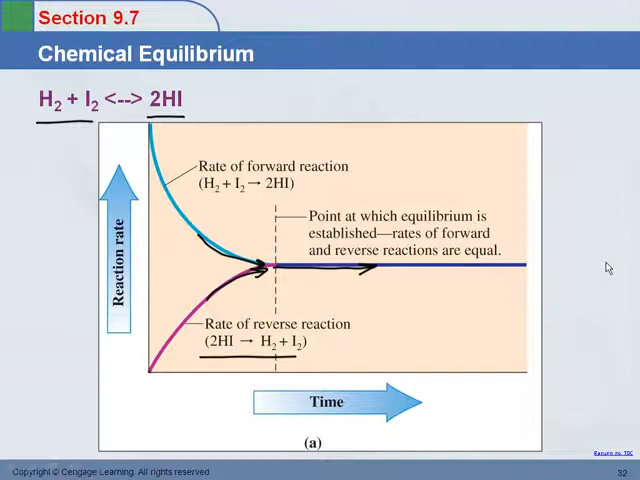 Section 9.7
Chemical Equilibrium
H₂ + I₂ <--> 2HI
Rate of forward reaction
(H₂ + I₂ → 2HI)
Point at which equilibrium is
established—rates of forward
and reverse reactions are equal.
Reaction rate
Rate of reverse reaction
(2HI → H₂ + I₂)
Time
(a)
Return to TOC
Copyright © Cengage Learning. All rights reserved
32